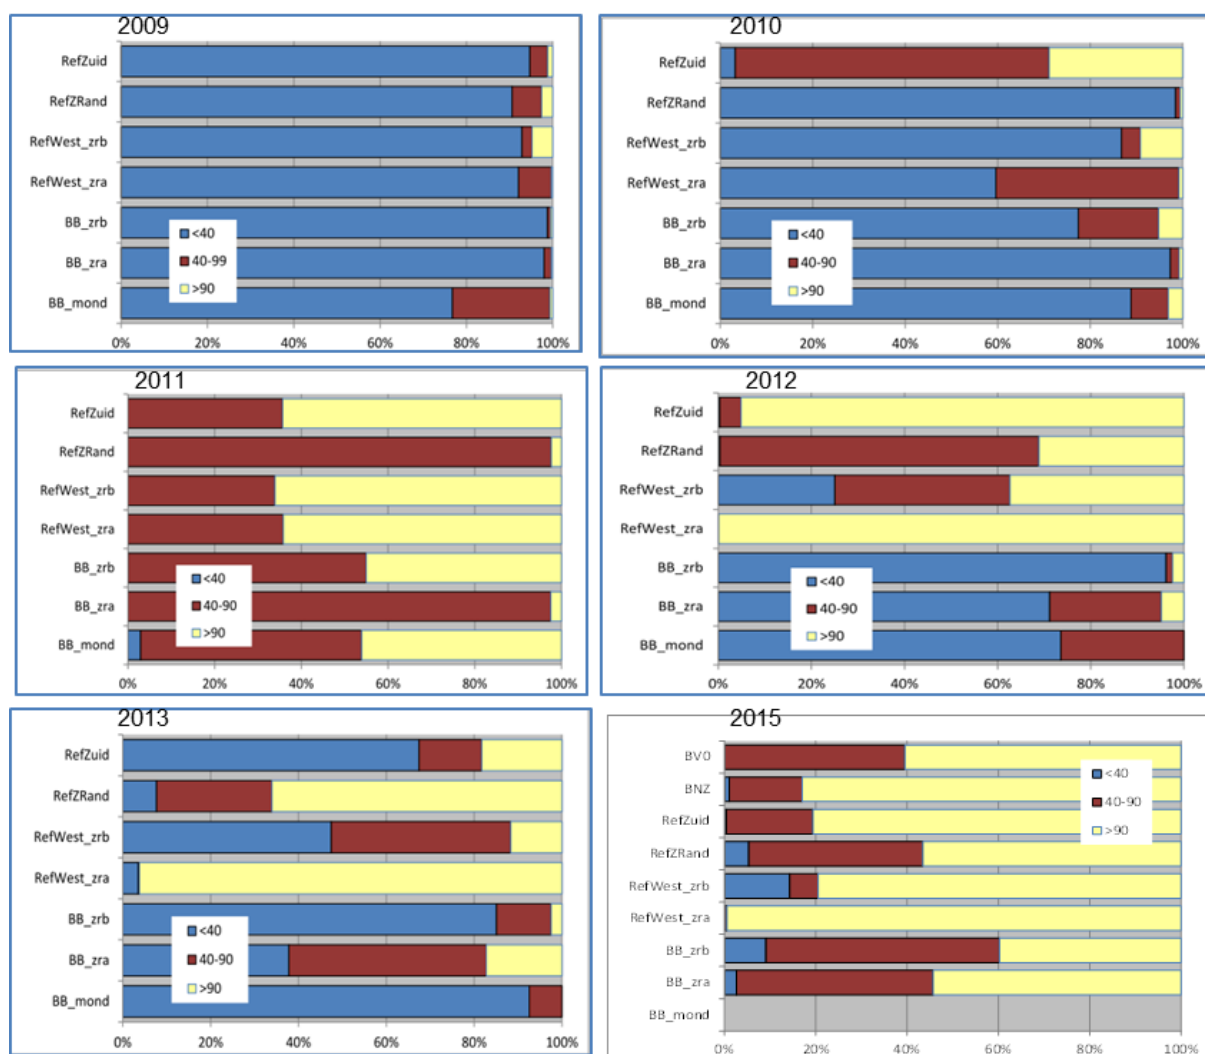 2009
RefZuid
RefZRand
RefWest_zrb
RefWest_zra
BB_zrb
BB_zra
BB_mond
<40
40-99
>90
0% 20% 40% 60% 80% 100%
2010
RefZuid
RefZRand
RefWest_zrb
RefWest_zra
BB_zrb
BB_zra
BB_mond
<40
40-90
>90
0% 20% 40% 60% 80% 100%
2011
RefZuid
RefZRand
RefWest_zrb
RefWest_zra
BB_zrb
BB_zra
BB_mond
<40
40-90
>90
0% 20% 40% 60% 80% 100%
2012
RefZuid
RefZRand
RefWest_zrb
RefWest_zra
BB_zrb
BB_zra
BB_mond
<40
40-90
>90
0% 20% 40% 60% 80% 100%
2013
RefZuid
RefZRand
RefWest_zrb
RefWest_zra
BB_zrb
BB_zra
BB_mond
<40
40-90
>90
0% 20% 40% 60% 80% 100%
2015
BVO
BNZ
RefZuid
RefZRand
RefWest_zrb
RefWest_zra
BB_zrb
BB_zra
BB_mond
<40
40-90
>90
0% 20% 40% 60% 80% 100%